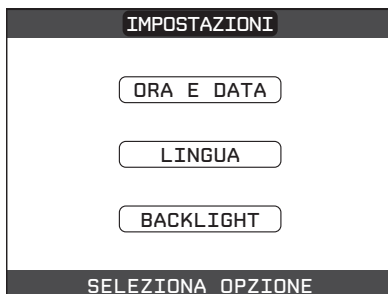 IMPOSTAZIONI
ORA E DATA
LINGUA
BACKLIGHT
SELEZIONA OPZIONE